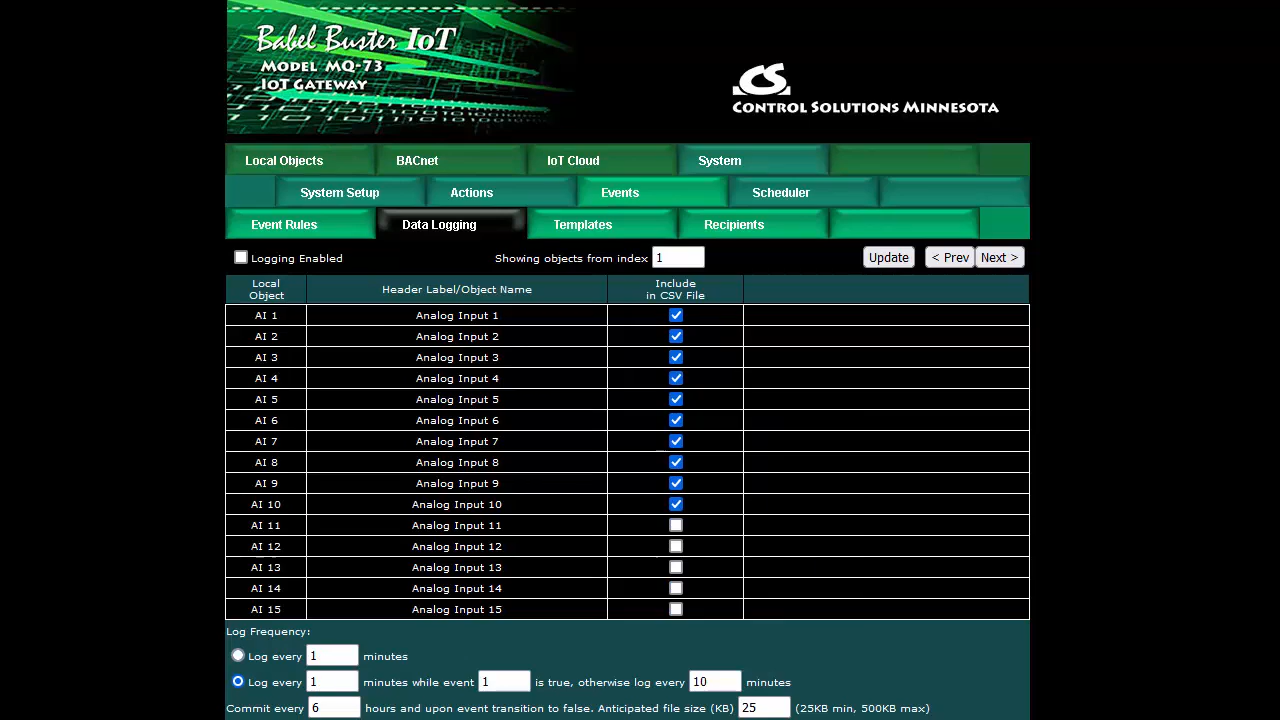 Babel Buster IoT
Model MQ-73
IoT Gateway
CS
Control Solutions Minnesota
Local Objects BACnet IoT Cloud System
System Setup Actions Events Scheduler
Event Rules Data Logging Templates Recipients
Logging Enabled Showing objects from index 1 Update < Prev Next >
Local Object Header Label/Object Name Include in CSV File
AI 1 Analog Input 1
AI 2 Analog Input 2
AI 3 Analog Input 3
AI 4 Analog Input 4
AI 5 Analog Input 5
AI 6 Analog Input 6
AI 7 Analog Input 7
AI 8 Analog Input 8
AI 9 Analog Input 9
AI 10 Analog Input 10
AI 11 Analog Input 11
AI 12 Analog Input 12
AI 13 Analog Input 13
AI 14 Analog Input 14
AI 15 Analog Input 15
Log Frequency:
Log every 1 minutes
Log every 1 minutes while event 1 is true, otherwise log every 10 minutes
Commit every 6 hours and upon event transition to false. Anticipated file size (KB) 25 (25KB min, 500KB max)